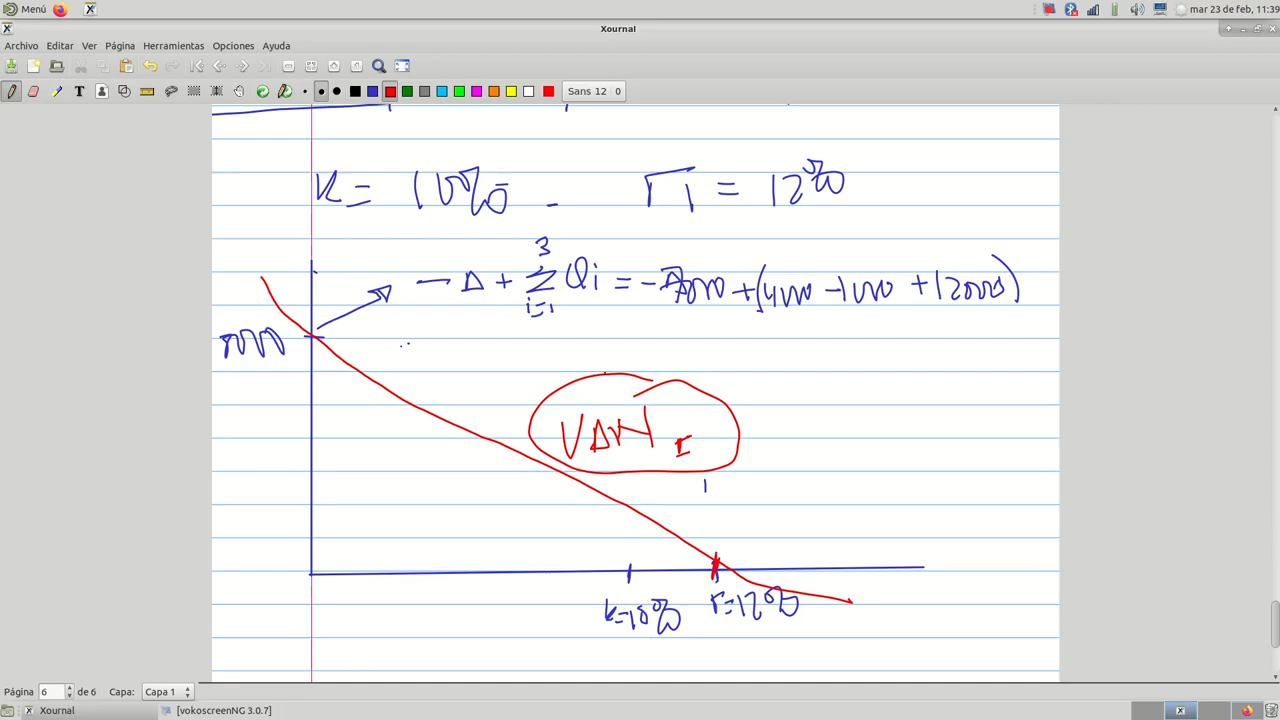 Menú mar 23 de feb, 11:39
Xournal
Archivo Editar Ver Página Herramientas Opciones Ayuda
Sans 12 0
K = 10% r1 = 12%
3
- A + Σ Qi = - + (4000 - 1000 + 12000)
i=1
VAN I
k=10% r=12%
Página 6 de 6 Capa: Capa 1
Xournal [vokoscreenNG 3.0.7]